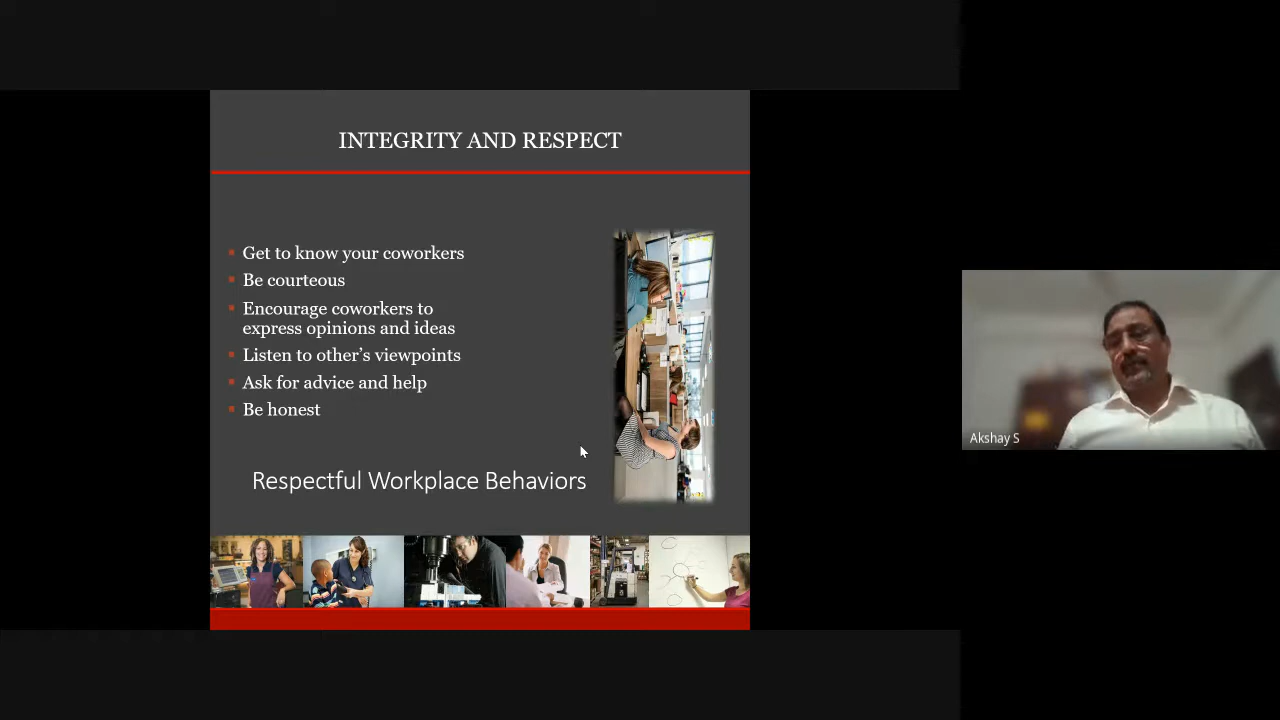 INTEGRITY AND RESPECT
Get to know your coworkers
Be courteous
Encourage coworkers to
express opinions and ideas
Listen to other's viewpoints
Ask for advice and help
Be honest
Respectful Workplace Behaviors
Akshay S